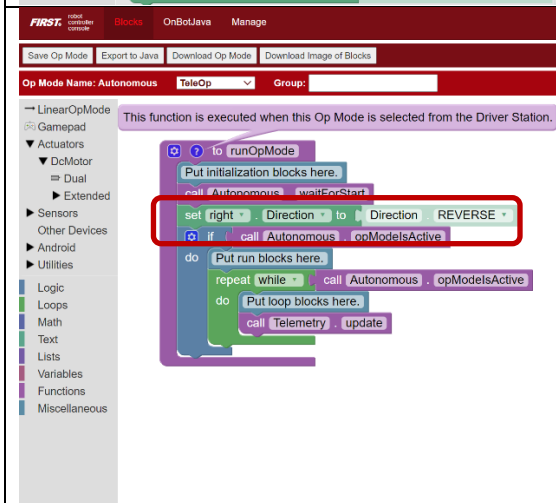 FIRST. robot controller console Blocks OnBotJava Manage
Save Op Mode Export to Java Download Op Mode Download Image of Blocks
Op Mode Name: Autonomous TeleOp Group:
LinearOpMode
Gamepad
Actuators
DcMotor
Dual
Extended
Sensors
Other Devices
Android
Utilities
Logic
Loops
Math
Text
Lists
Variables
Functions
Miscellaneous
This function is executed when this Op Mode is selected from the Driver Station.
? to runOpMode
Put initialization blocks here.
call Autonomous . waitForStart
set right . Direction to Direction . REVERSE
if call Autonomous . opModeIsActive
do Put run blocks here.
repeat while call Autonomous . opModeIsActive
do Put loop blocks here.
call Telemetry . update